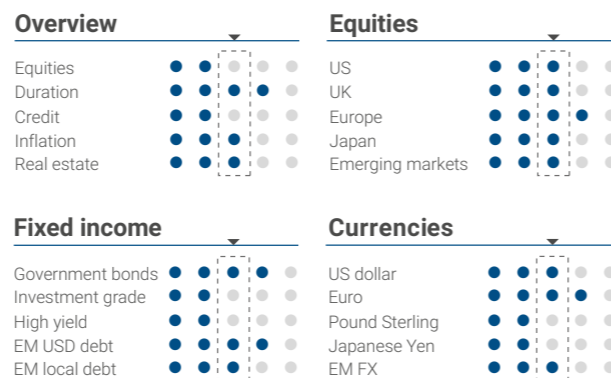 Overview
Equities
Duration
Credit
Inflation
Real estate
Equities
US
UK
Europe
Japan
Emerging markets
Fixed income
Government bonds
Investment grade
High yield
EM USD debt
EM local debt
Currencies
US dollar
Euro
Pound Sterling
Japanese Yen
EM FX